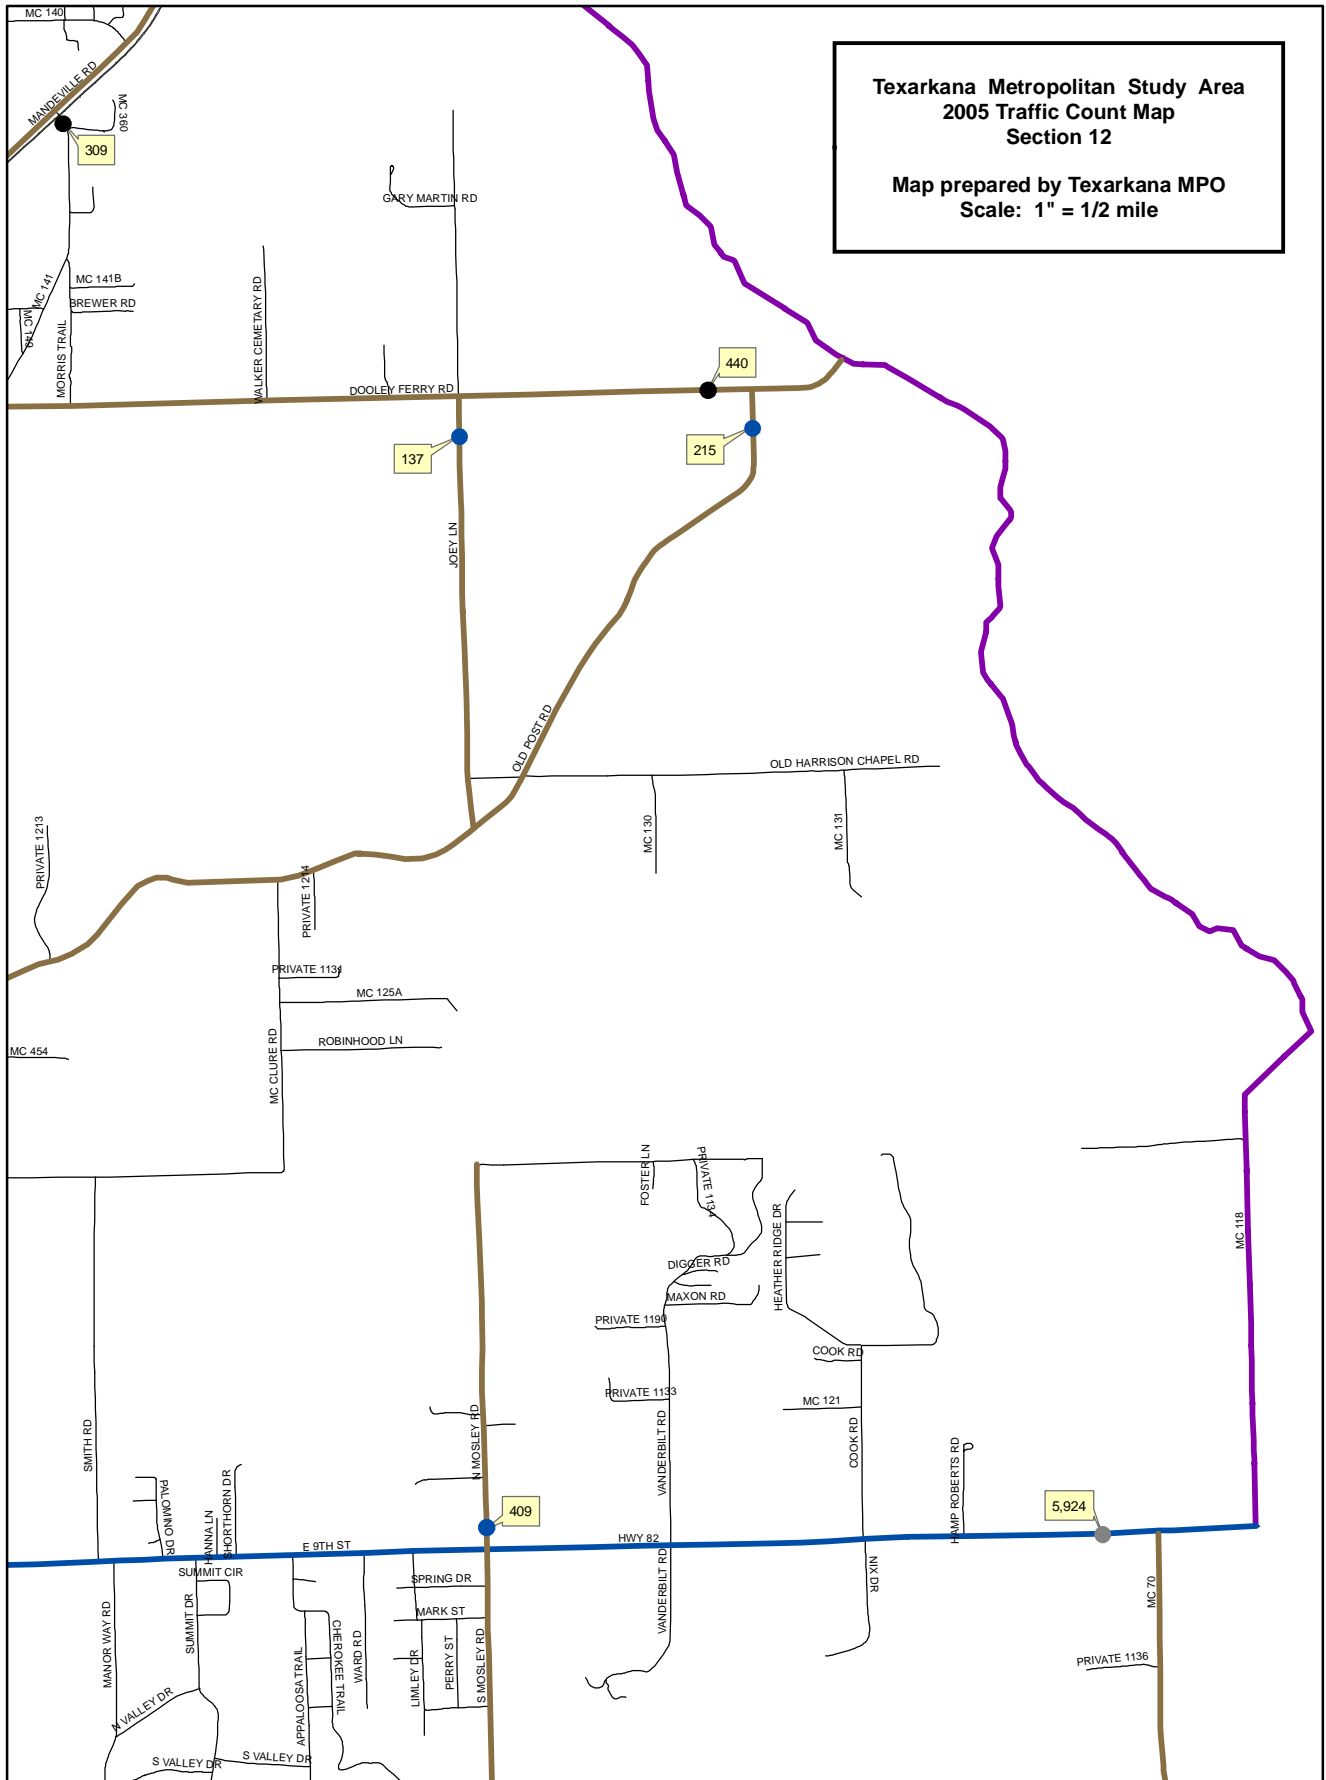 Texarkana Metropolitan Study Area
2005 Traffic Count Map
Section 12
Map prepared by Texarkana MPO
Scale: 1" = 1/2 mile
MC 140
MANDEVILLE RD
MC 360
309
GARY MARTIN RD
MC 141
MC 141B
BREWER RD
MC 149
MORRIS TRAIL
WALKER CEMETARY RD
DOOLEY FERRY RD
440
137
215
JOEY LN
OLD POST RD
OLD HARRISON CHAPEL RD
MC 130
MC 131
PRIVATE 1213
PRIVATE 1214
PRIVATE 1131
MC 125A
ROBINHOOD LN
MC 454
MC CLURE RD
FOSTER LN
PRIVATE 1134
HEATHER RIDGE DR
MC 118
DIGGER RD
MAXON RD
PRIVATE 1190
COOK RD
PRIVATE 1133
MC 121
SMITH RD
N MOSLEY RD
VANDERBILT RD
COOK RD
HAMP ROBERTS RD
PALOMINO DR
HANNA LN
SHORTHORN DR
409
5,924
E 9TH ST
HWY 82
SUMMIT CIR
SPRING DR
MARK ST
MANOR WAY RD
SUMMIT DR
APPALOOSA TRAIL
CHEROKEE TRAIL
WARD RD
LIMLEY DR
PERRY ST
S MOSLEY RD
VANDERBILT RD
NIX DR
MC 70
PRIVATE 1136
N VALLEY DR
S VALLEY DR
S VALLEY DR